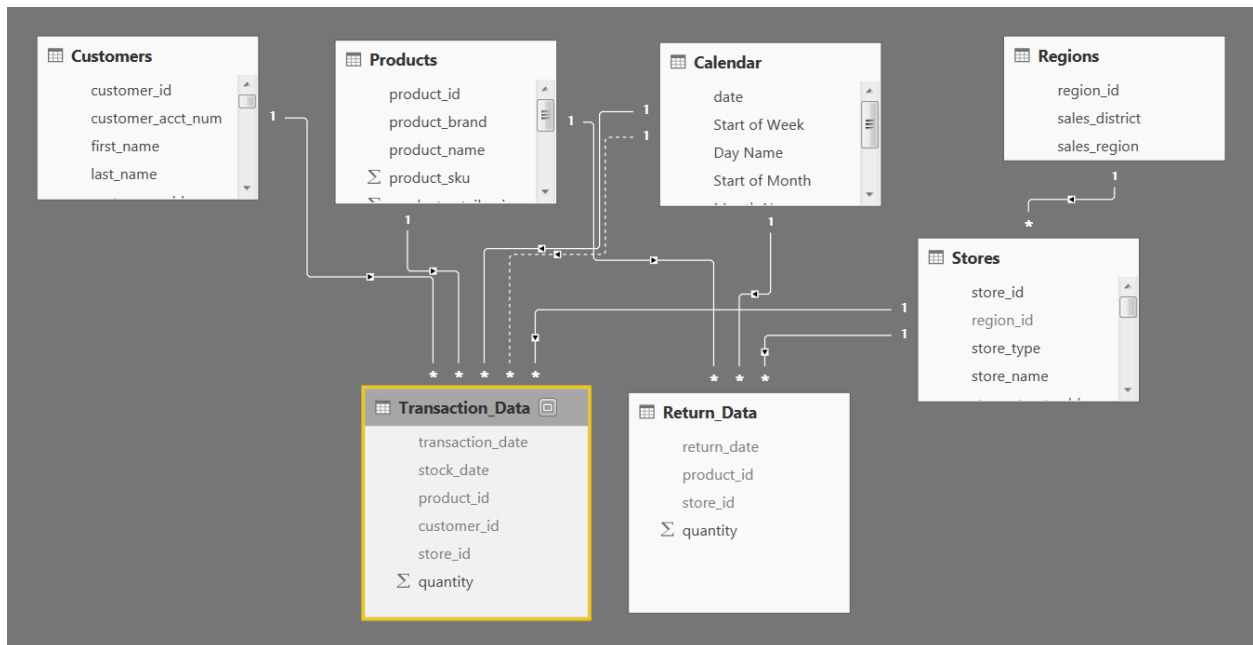 Customers
customer_id
customer_acct_num
first_name
last_name
Products
product_id
product_brand
product_name
Σ product_sku
Calendar
date
Start of Week
Day Name
Start of Month
Regions
region_id
sales_district
sales_region
1
1
1
1
1
1
1
*
Stores
store_id
region_id
store_type
store_name
1
1
* * * * *
* * *
Transaction_Data
transaction_date
stock_date
product_id
customer_id
store_id
Σ quantity
Return_Data
return_date
product_id
store_id
Σ quantity